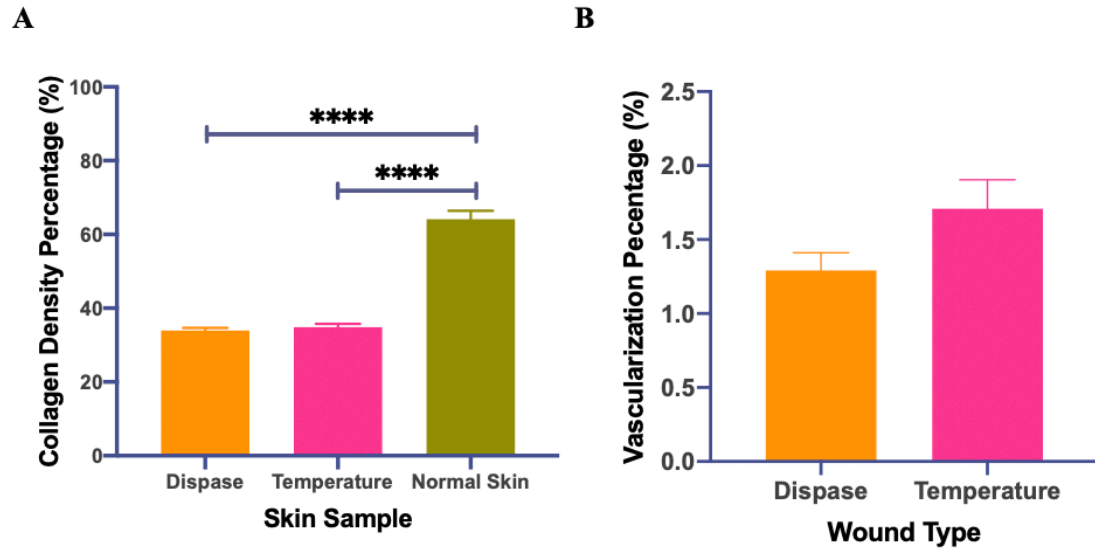 A
B
Collagen Density Percentage (%)
100
80
60
40
20
0
****
****
Dispase
Temperature
Normal Skin
Skin Sample
Vascularization Pecentage (%)
2.5
2.0
1.5
1.0
0.5
0.0
Dispase
Temperature
Wound Type